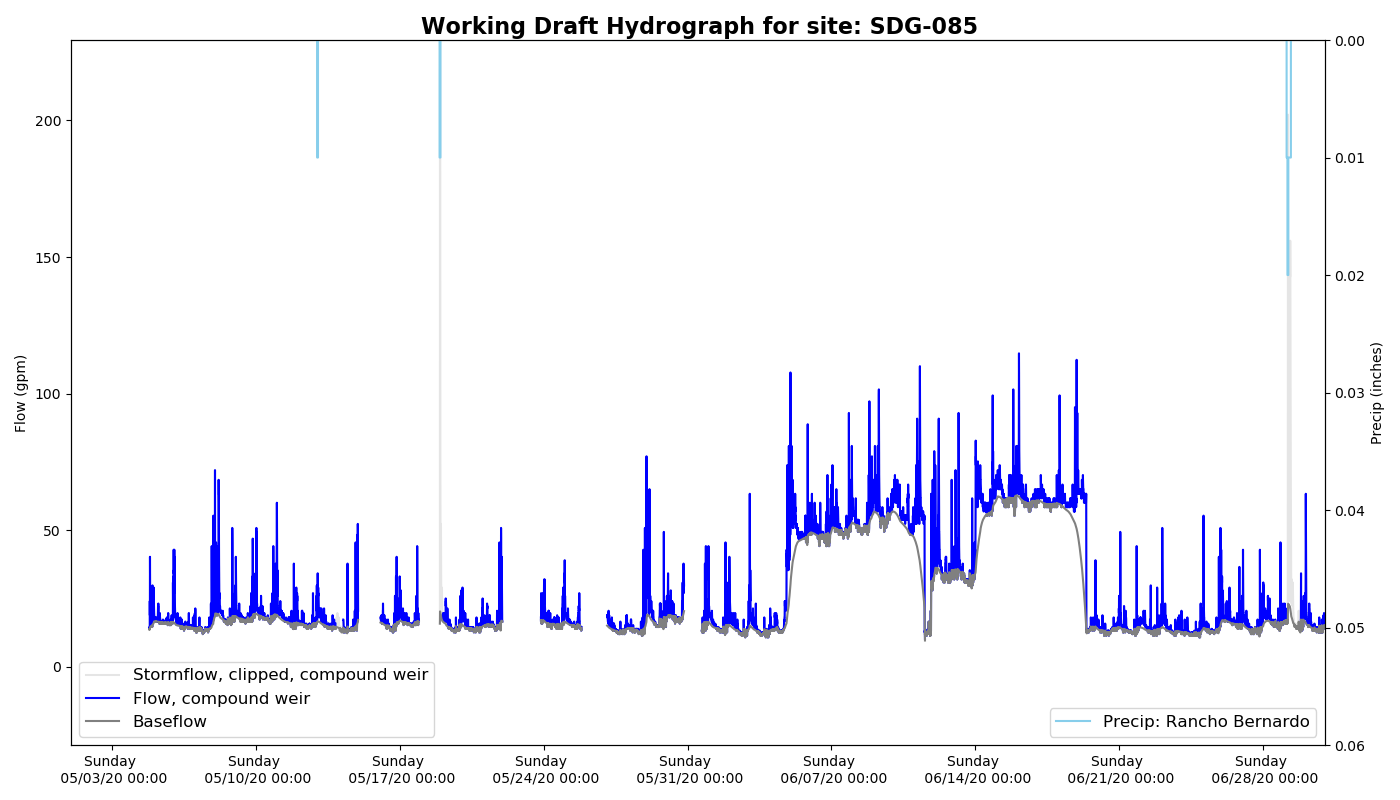 Working Draft Hydrograph for site: SDG-085
Flow (gpm)
200
150
100
50
0
0.00
0.01
0.02
0.03
0.04
0.05
0.06
Precip (inches)
Stormflow, clipped, compound weir
Flow, compound weir
Baseflow
Precip: Rancho Bernardo
Sunday
05/03/20 00:00
Sunday
05/10/20 00:00
Sunday
05/17/20 00:00
Sunday
05/24/20 00:00
Sunday
05/31/20 00:00
Sunday
06/07/20 00:00
Sunday
06/14/20 00:00
Sunday
06/21/20 00:00
Sunday
06/28/20 00:00